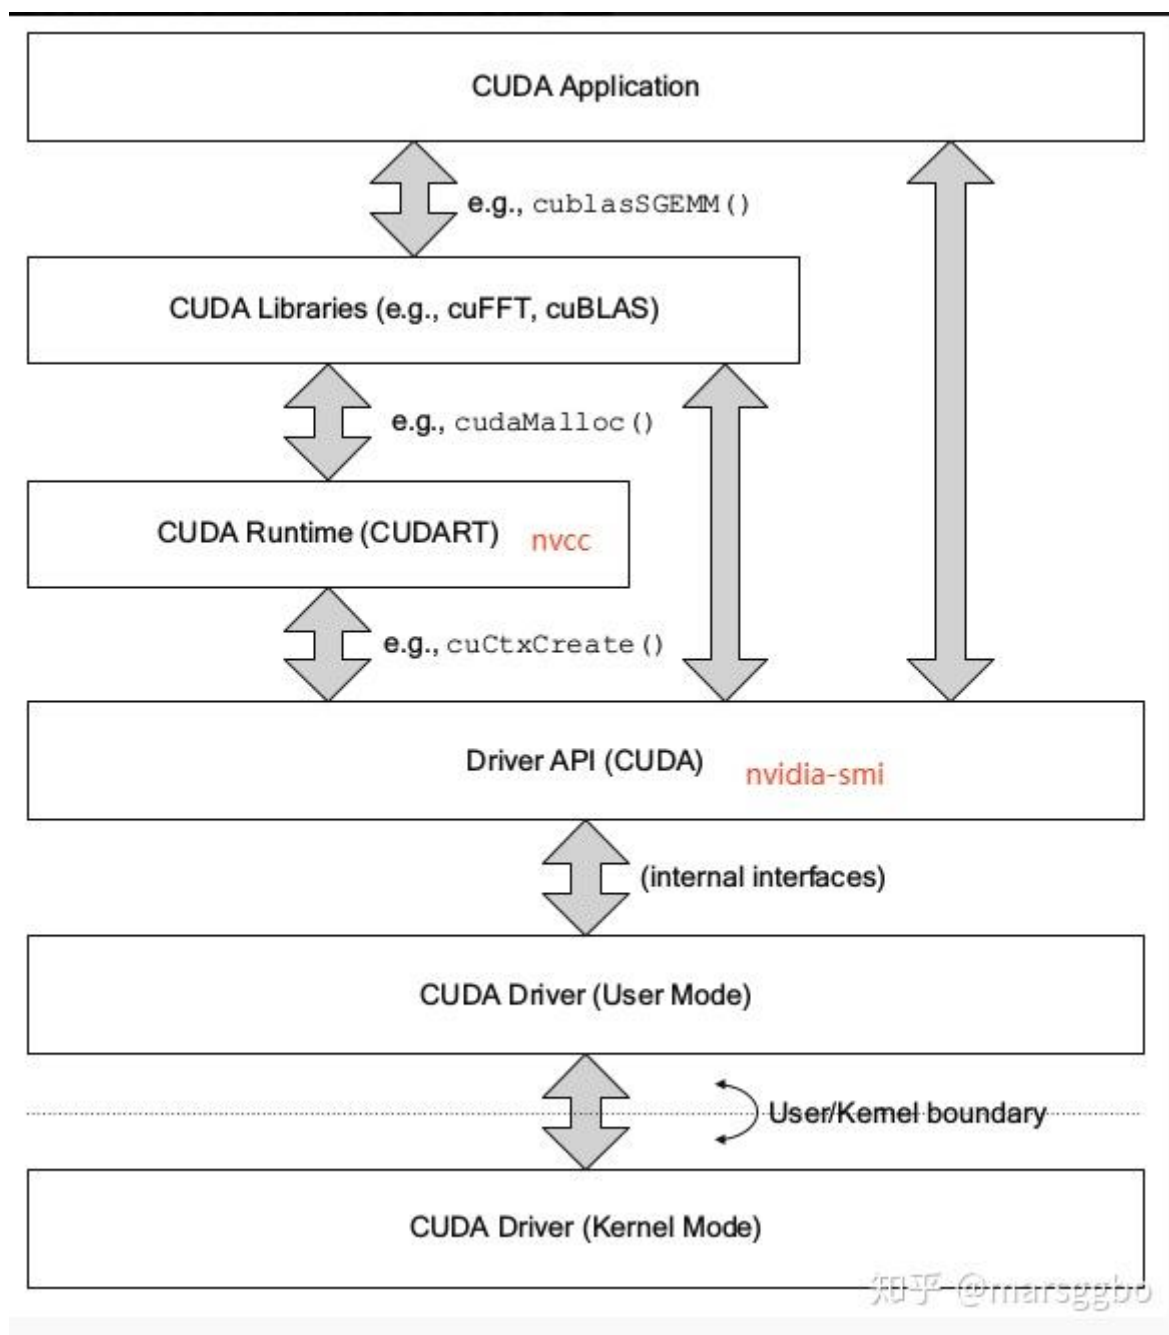 CUDA Application
e.g., cublasSGEMM()
CUDA Libraries (e.g., cuFFT, cuBLAS)
e.g., cudaMalloc()
CUDA Runtime (CUDART) nvcc
e.g., cuCtxCreate()
Driver API (CUDA) nvidia-smi
(internal interfaces)
CUDA Driver (User Mode)
User/Kernel boundary
CUDA Driver (Kernel Mode)
知乎 @marsggbo